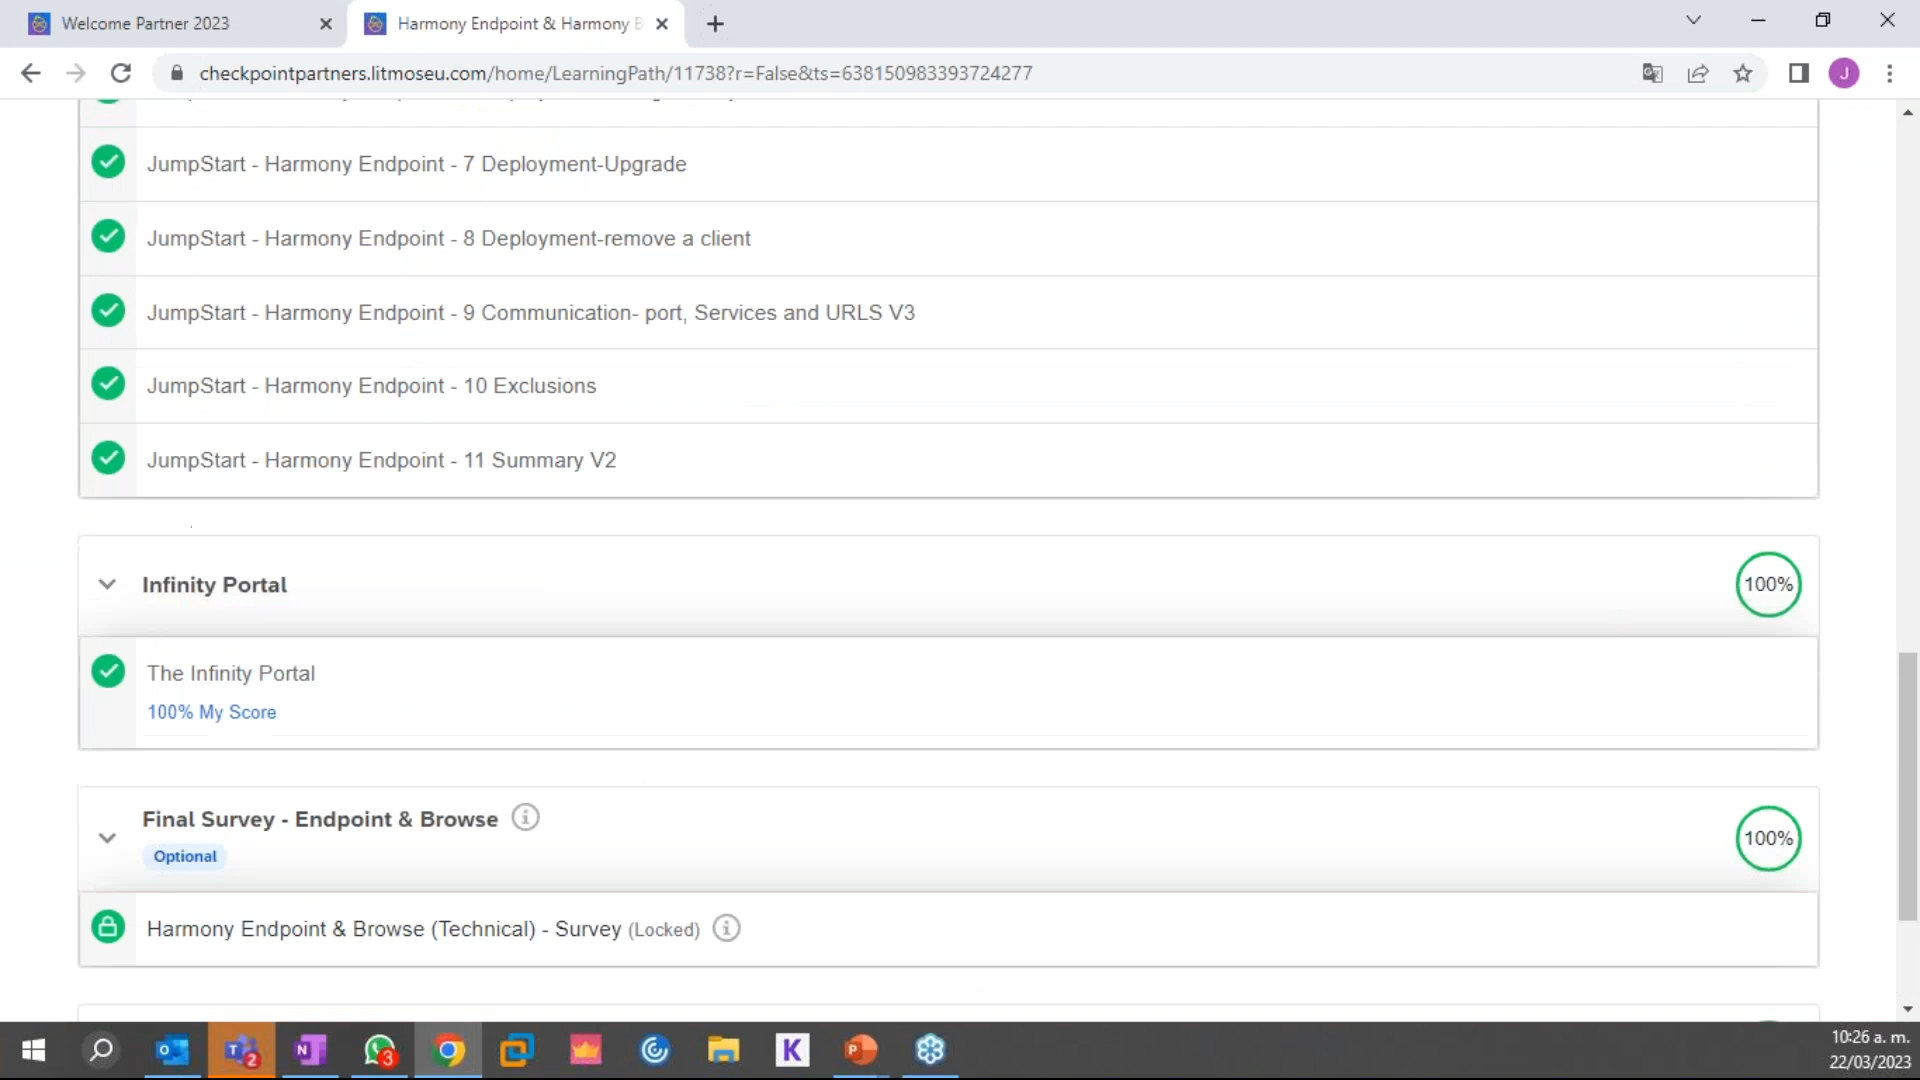 Welcome Partner 2023
Harmony Endpoint & Harmony B
checkpointpartners.litmoseu.com/home/LearningPath/11738?r=False&ts=638150983393724277
J
JumpStart - Harmony Endpoint - 7 Deployment-Upgrade
JumpStart - Harmony Endpoint - 8 Deployment-remove a client
JumpStart - Harmony Endpoint - 9 Communication- port, Services and URLS V3
JumpStart - Harmony Endpoint - 10 Exclusions
JumpStart - Harmony Endpoint - 11 Summary V2
Infinity Portal
100%
The Infinity Portal
100% My Score
Final Survey - Endpoint & Browse
Optional
100%
Harmony Endpoint & Browse (Technical) - Survey (Locked)
2
3
K
10:26 a. m.
22/03/2023